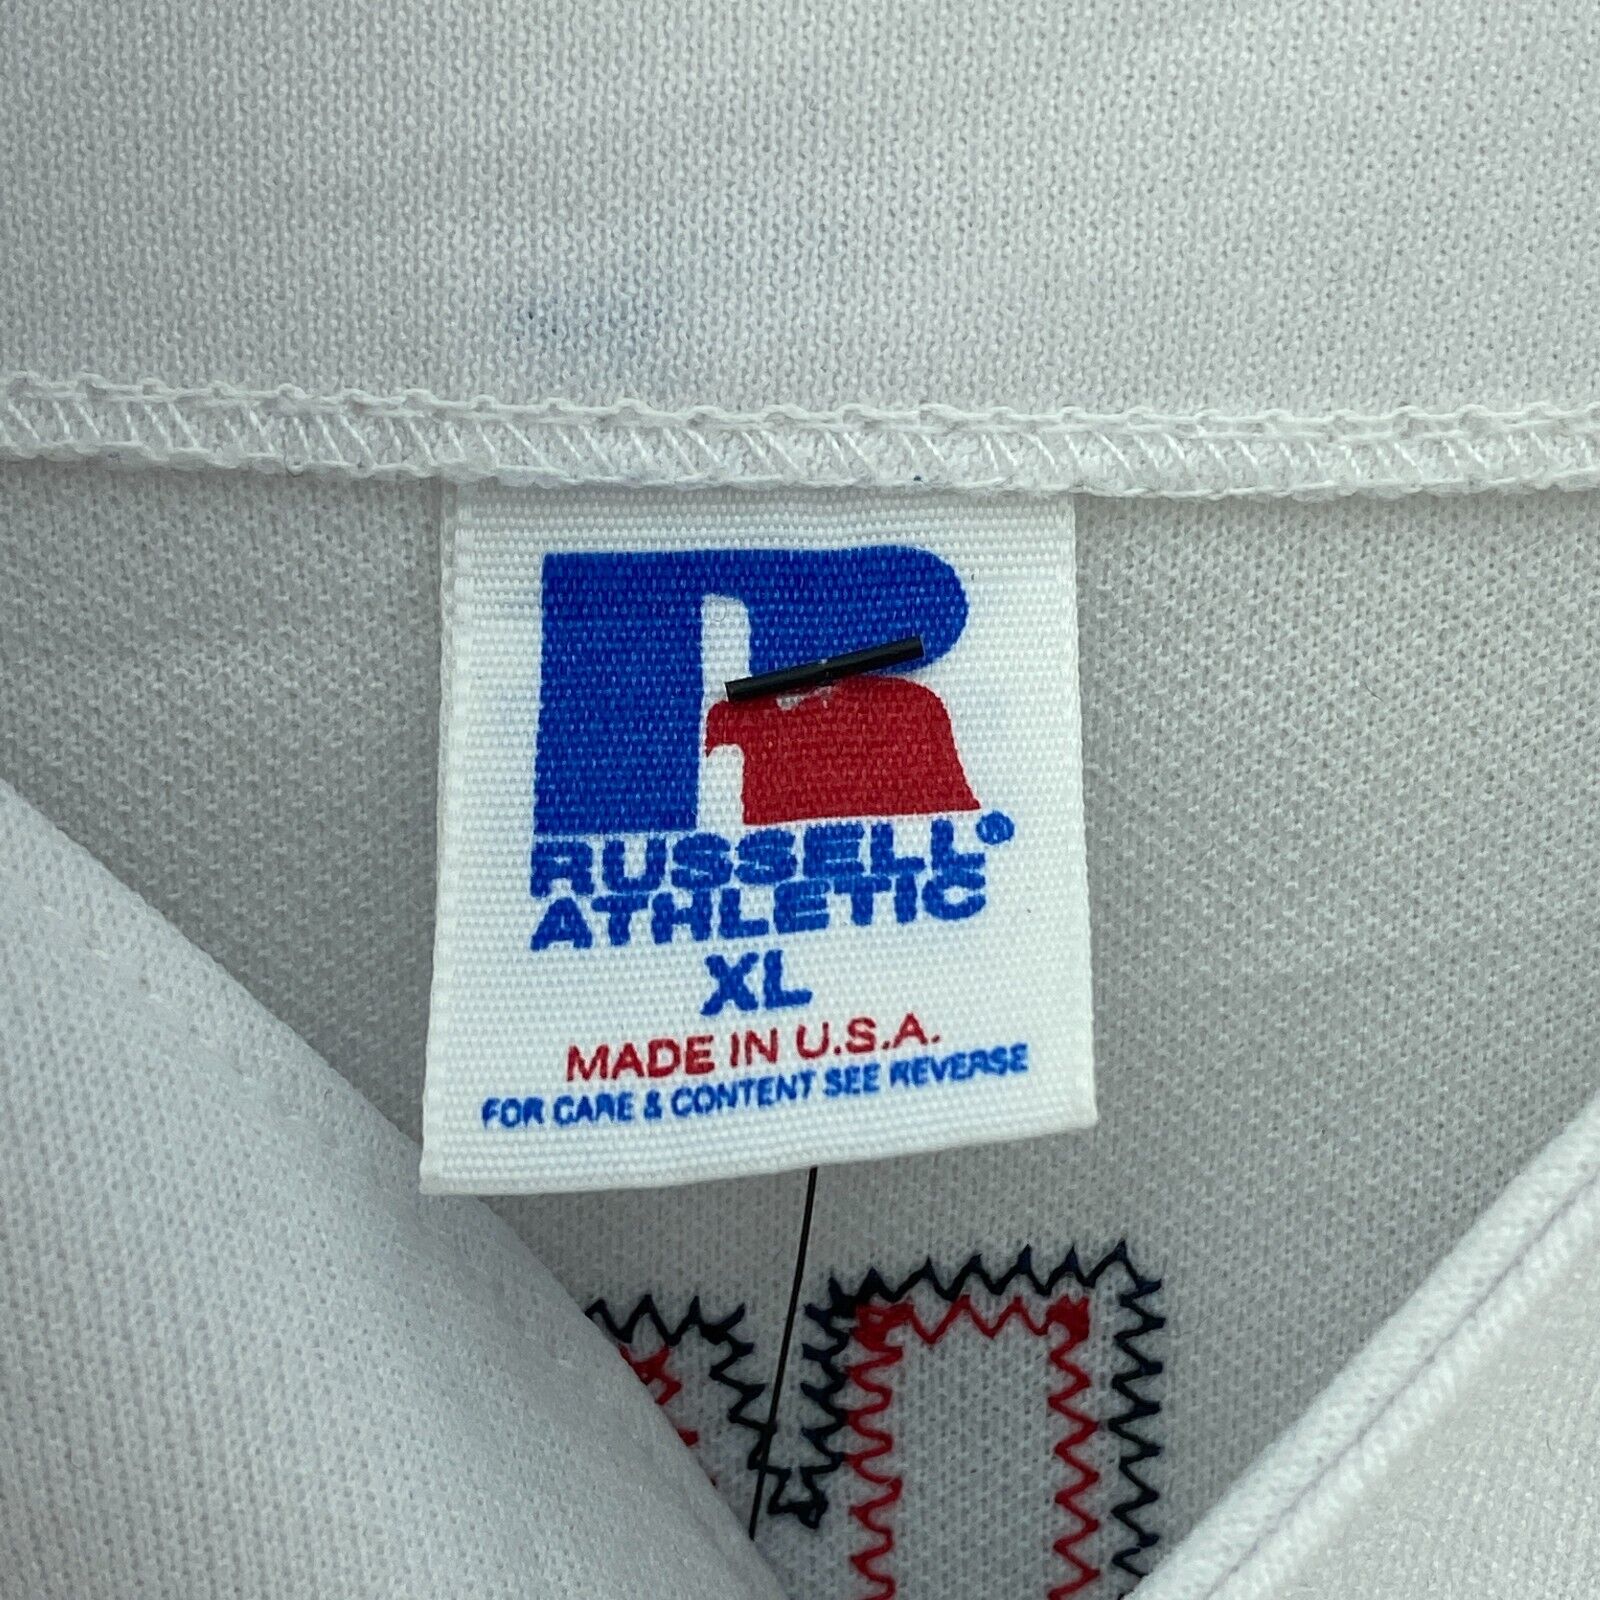 R
RUSSELL®
ATHLETIC
XL
MADE IN U.S.A.
FOR CARE & CONTENT SEE REVERSE